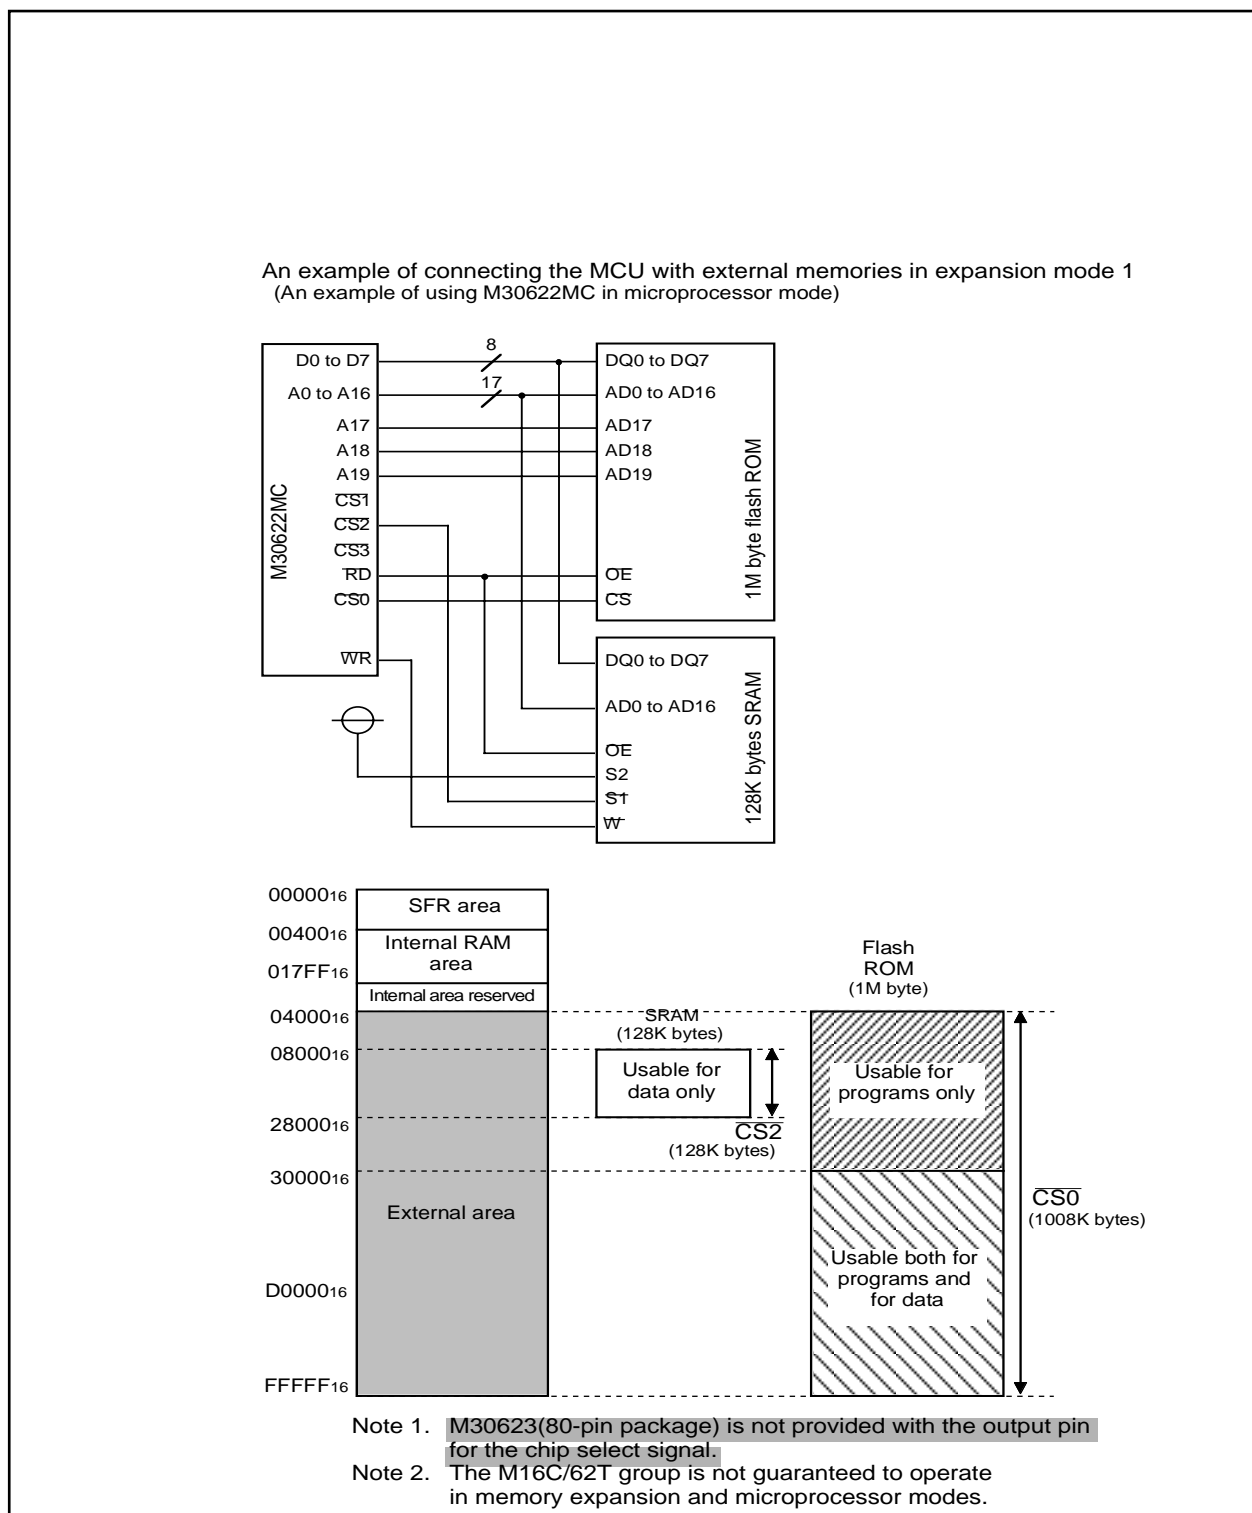 An example of connecting the MCU with external memories in expansion mode 1
(An example of using M30622MC in microprocessor mode)
M30622MC
D0 to D7
A0 to A16
A17
A18
A19
CS1
CS2
CS3
RD
CS0
WR
8
17
DQ0 to DQ7
AD0 to AD16
AD17
AD18
AD19
OE
CS
1M byte flash ROM
DQ0 to DQ7
AD0 to AD16
OE
S2
S1
W
128K bytes SRAM
0000016
0040016
017FF16
0400016
0800016
2800016
3000016
D000016
FFFFF16
SFR area
Internal RAM
area
Internal area reserved
External area
SRAM
(128K bytes)
Usable for
data only
CS2
(128K bytes)
Flash
ROM
(1M byte)
Usable for
programs only
Usable both for
programs and
for data
CS0
(1008K bytes)
Note 1. M30623(80-pin package) is not provided with the output pin
for the chip select signal.
Note 2. The M16C/62T group is not guaranteed to operate
in memory expansion and microprocessor modes.